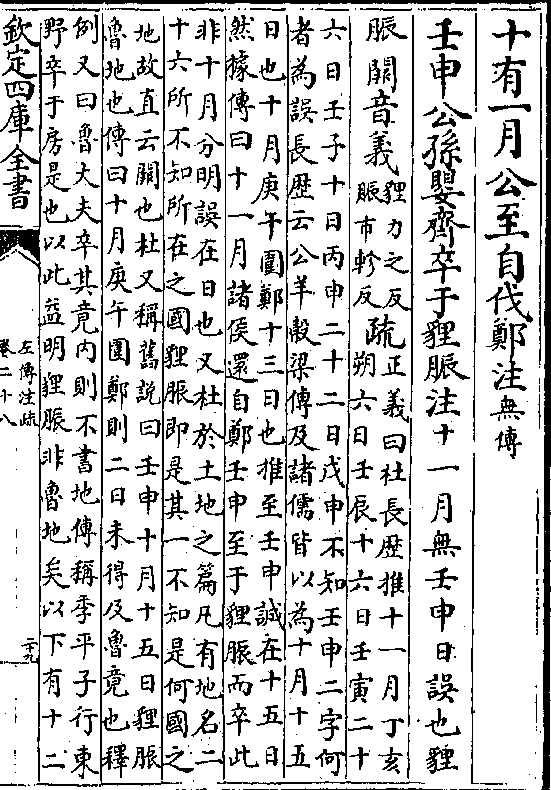 十有一月公至自伐鄭注無傳
壬申公孫嬰齊卒于貍脤注十一月無壬申日誤也貍
脤闕音義貍力之反脤市軫反疏正義曰杜長歷推十一月丁亥
朔六日壬辰十六日壬寅二十
六日壬子十日丙申二十二日戊申不知壬申二字何
者為誤長歷云公羊穀梁傳及諸儒皆以為十月十五
日也十月庚午圍鄭十三日也推至壬申誠在十五日
然據傳曰十一月諸侯還自鄭壬申至于貍脤而卒此
非十月分明誤在日也又杜於土地之篇凡有地名二
十六所不知所在之國貍脤即是其一不知是何國之
地故直云闕也杜又稱舊說曰壬申十月十五日貍脤
魯地也傳曰十月庚午圍鄭則二日未得及魯竟也釋
例又曰魯大夫卒其竟內則不書地傳稱季平子行東
野卒于房是也以此益明貍脤非魯地矣以下有十二
欽定四庫全書
左傳注疏
卷二十八
二十九